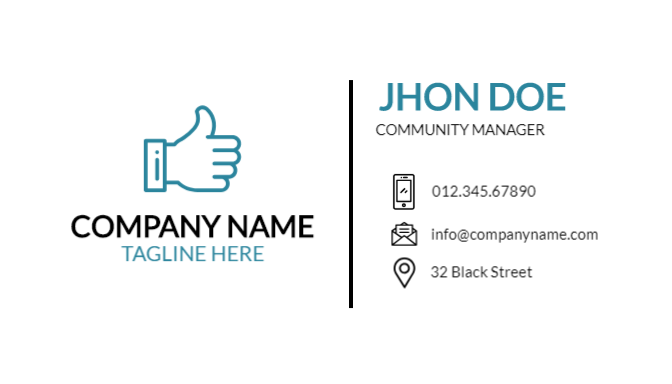 COMPANY NAME
TAGLINE HERE
JHON DOE
COMMUNITY MANAGER
012.345.67890
info@companyname.com
32 Black Street